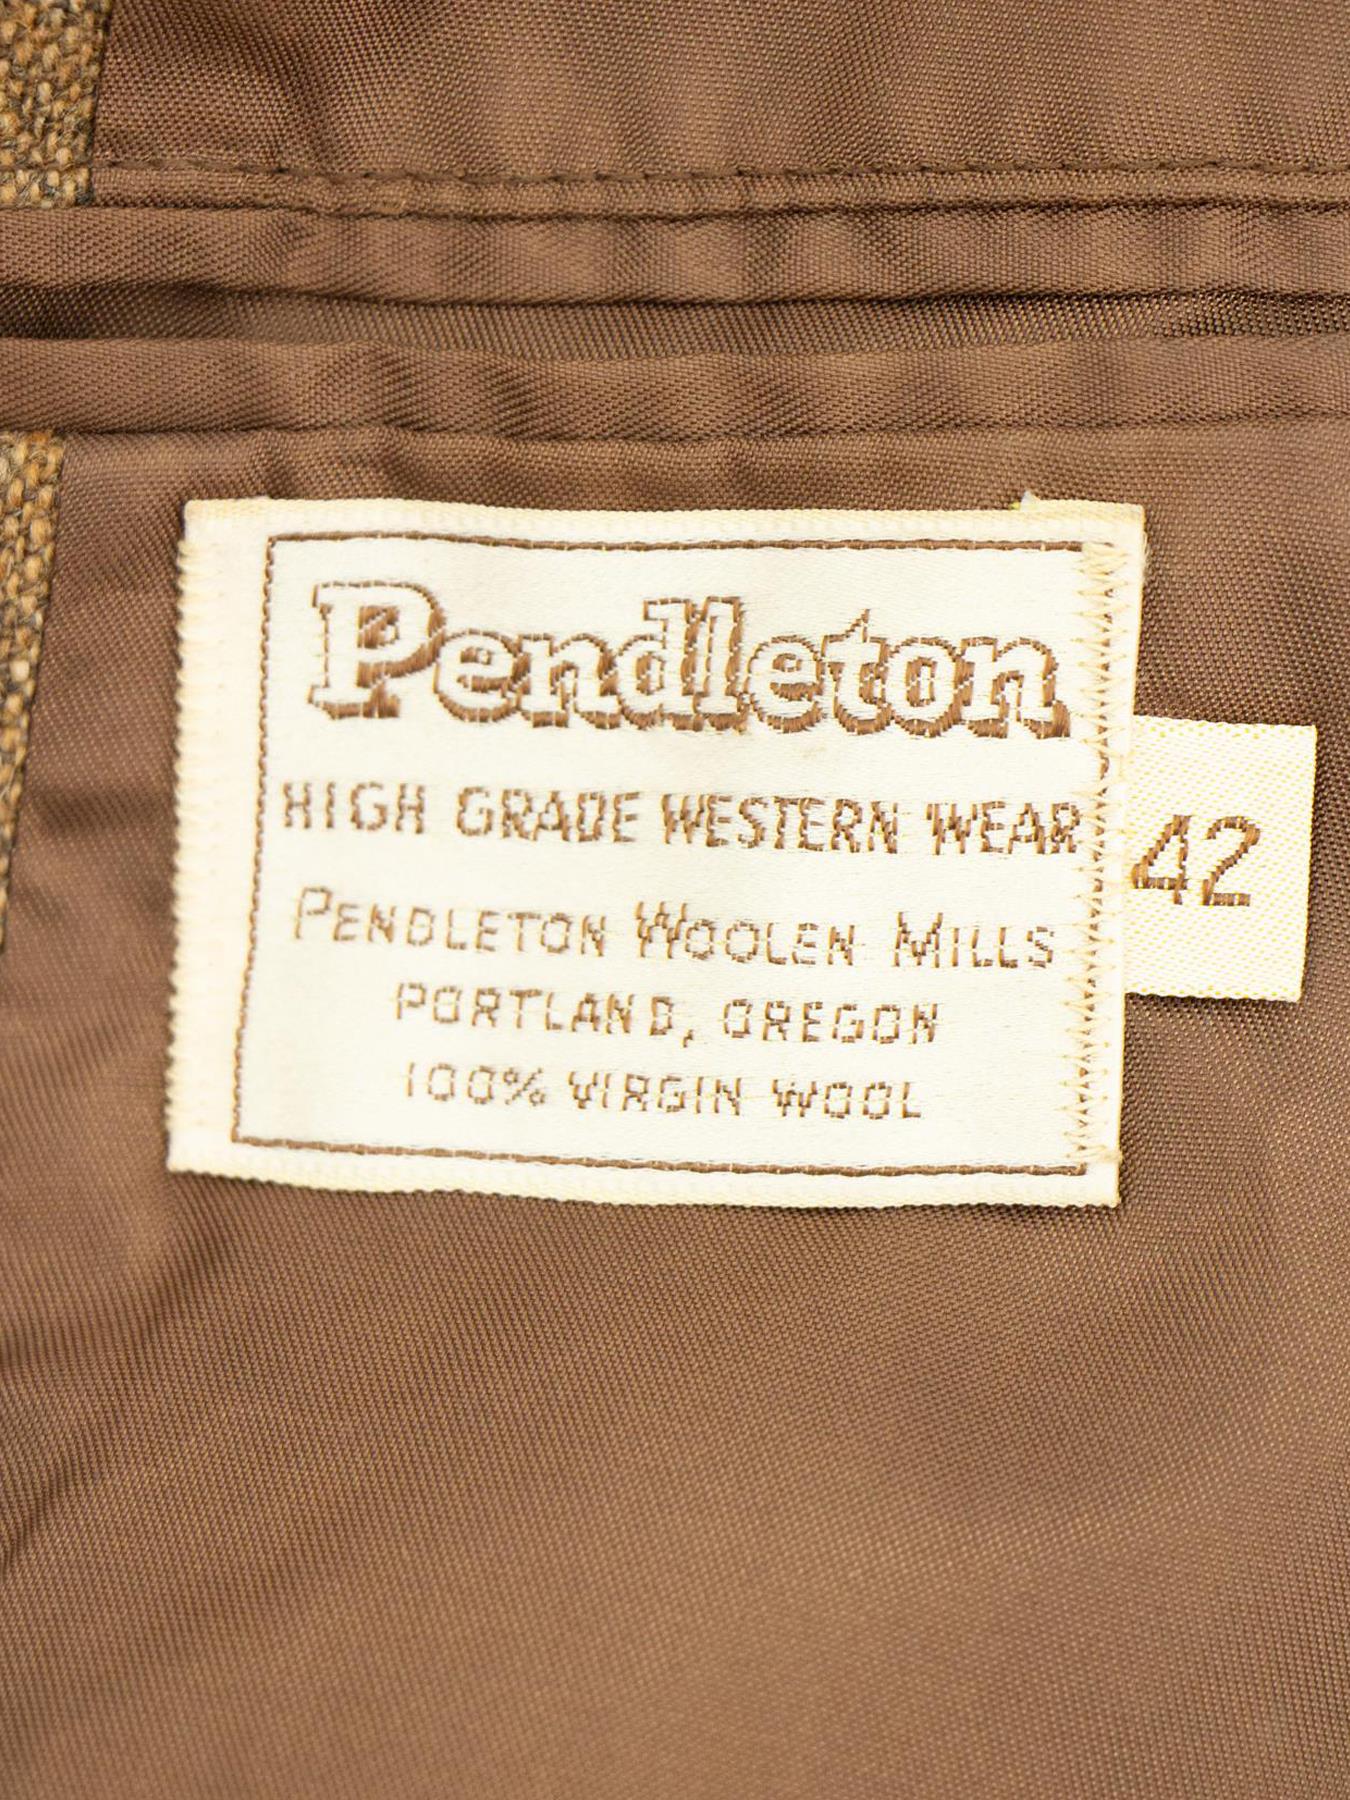 Pendleton
HIGH GRADE WESTERN WEAR
42
PENDLETON WOOLEN MILLS
PORTLAND, OREGON
100% VIRGIN WOOL